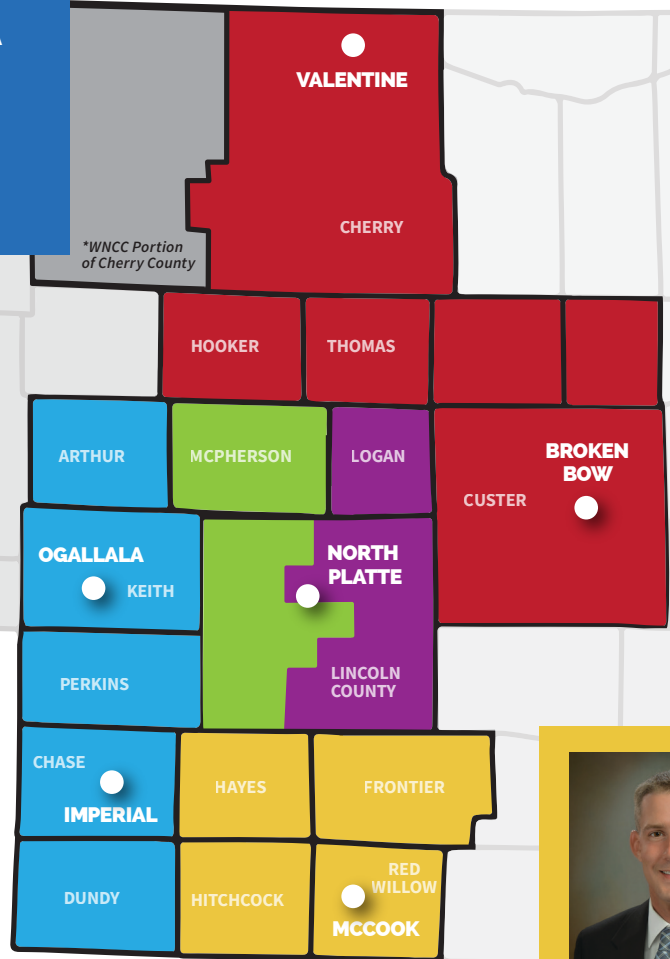 VALENTINE
CHERRY
*WNCC Portion
of Cherry County
HOOKER
THOMAS
ARTHUR
MCPHERSON
LOGAN
BROKEN
BOW
CUSTER
OGALLALA
KEITH
NORTH
PLATTE
PERKINS
LINCOLN
COUNTY
CHASE
IMPERIAL
HAYES
FRONTIER
DUNDY
HITCHCOCK
RED
WILLOW
MCCOOK